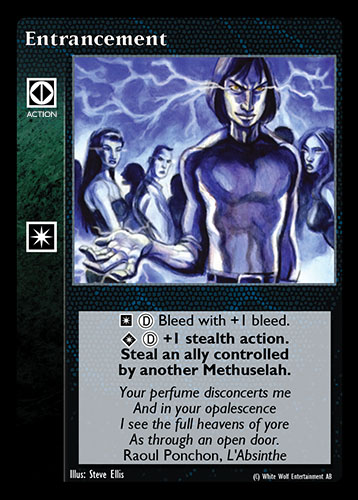 Entrancement
ACTION
Ⓓ Bleed with +1 bleed.
Ⓓ +1 stealth action.
Steal an ally controlled
by another Methuselah.
Your perfume disconcerts me
And in your opalescence
I see the full heavens of yore
As through an open door.
Raoul Ponchon, L'Absinthe
Illus: Steve Ellis
(C) White Wolf Entertainment AB